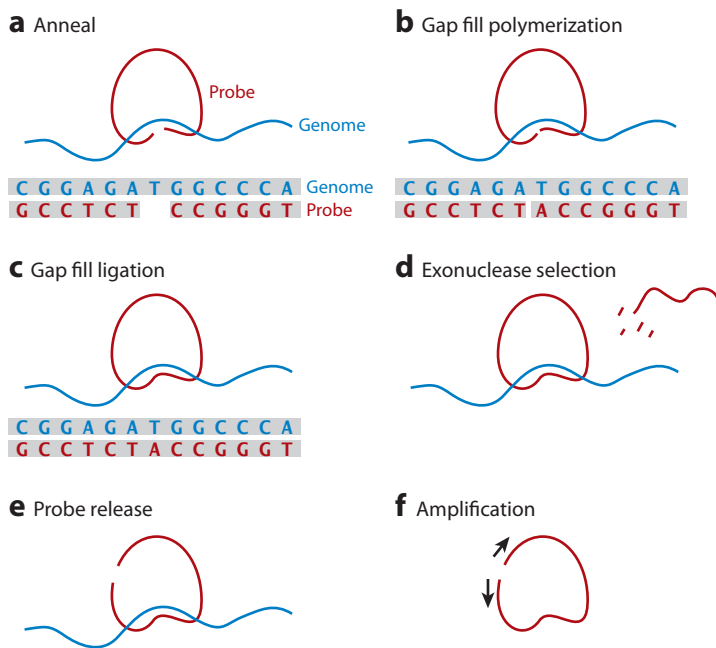 a Anneal
Probe
Genome
C G G A G A T G G C C C A Genome
G C C T C T C C G G G T Probe
b Gap fill polymerization
C G G A G A T G G C C C A
G C C T C T A C C G G G T
c Gap fill ligation
C G G A G A T G G C C C A
G C C T C T A C C G G G T
d Exonuclease selection
e Probe release
f Amplification